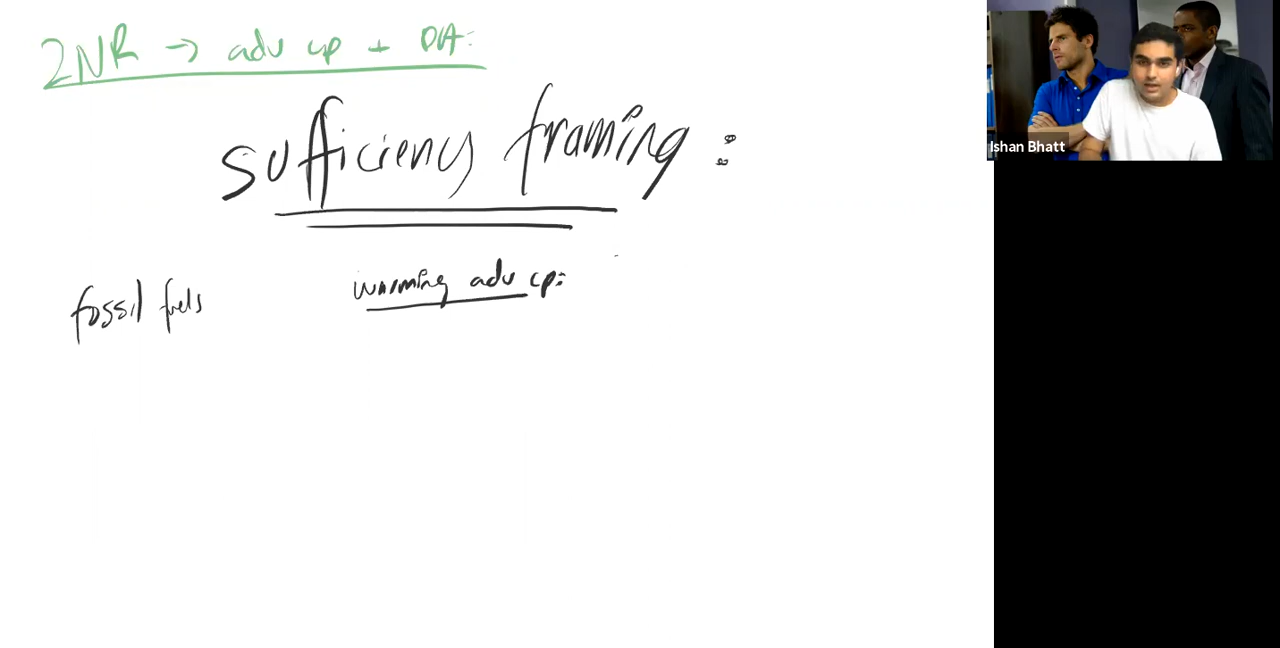 2NR → adv cp + DA:
sufficiency framing:
warming adv cp:
fossil fuels
Ishan Bhatt